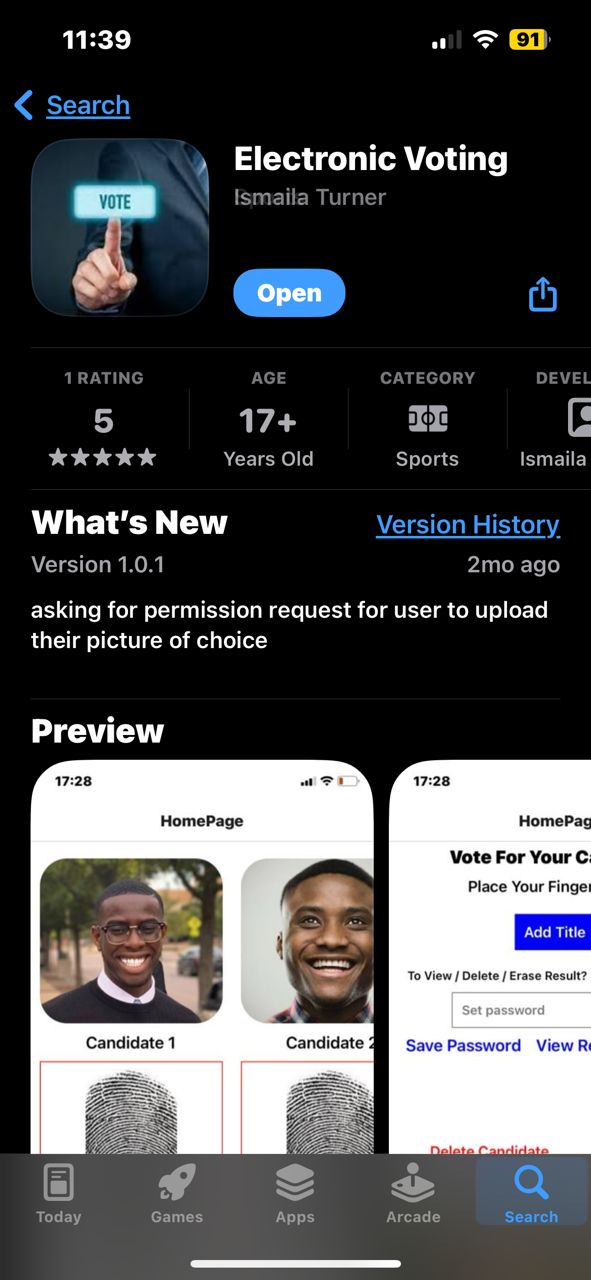 11:39
91
Search
VOTE
Electronic Voting
Ismaila Turner
Open
1 RATING
AGE
CATEGORY
DEVEL
5
17+
Years Old
Sports
Ismaila
What's New
Version History
Version 1.0.1
2mo ago
asking for permission request for user to upload
their picture of choice
Preview
17:28
HomePage
Candidate 1
Candidate 2
17:28
HomePag
Vote For Your Ca
Place Your Finger
Add Title
To View / Delete / Erase Result?
Set password
Save Password
View Re
Delete Candidate
Today
Games
Apps
Arcade
Search